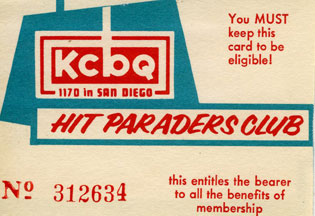 You MUST
keep this
card to be
eligible!
KcbQ
1170 in SAN DIEGO
HIT PARADERS CLUB
Nº 312634
this entitles the bearer
to all the benefits of
membership